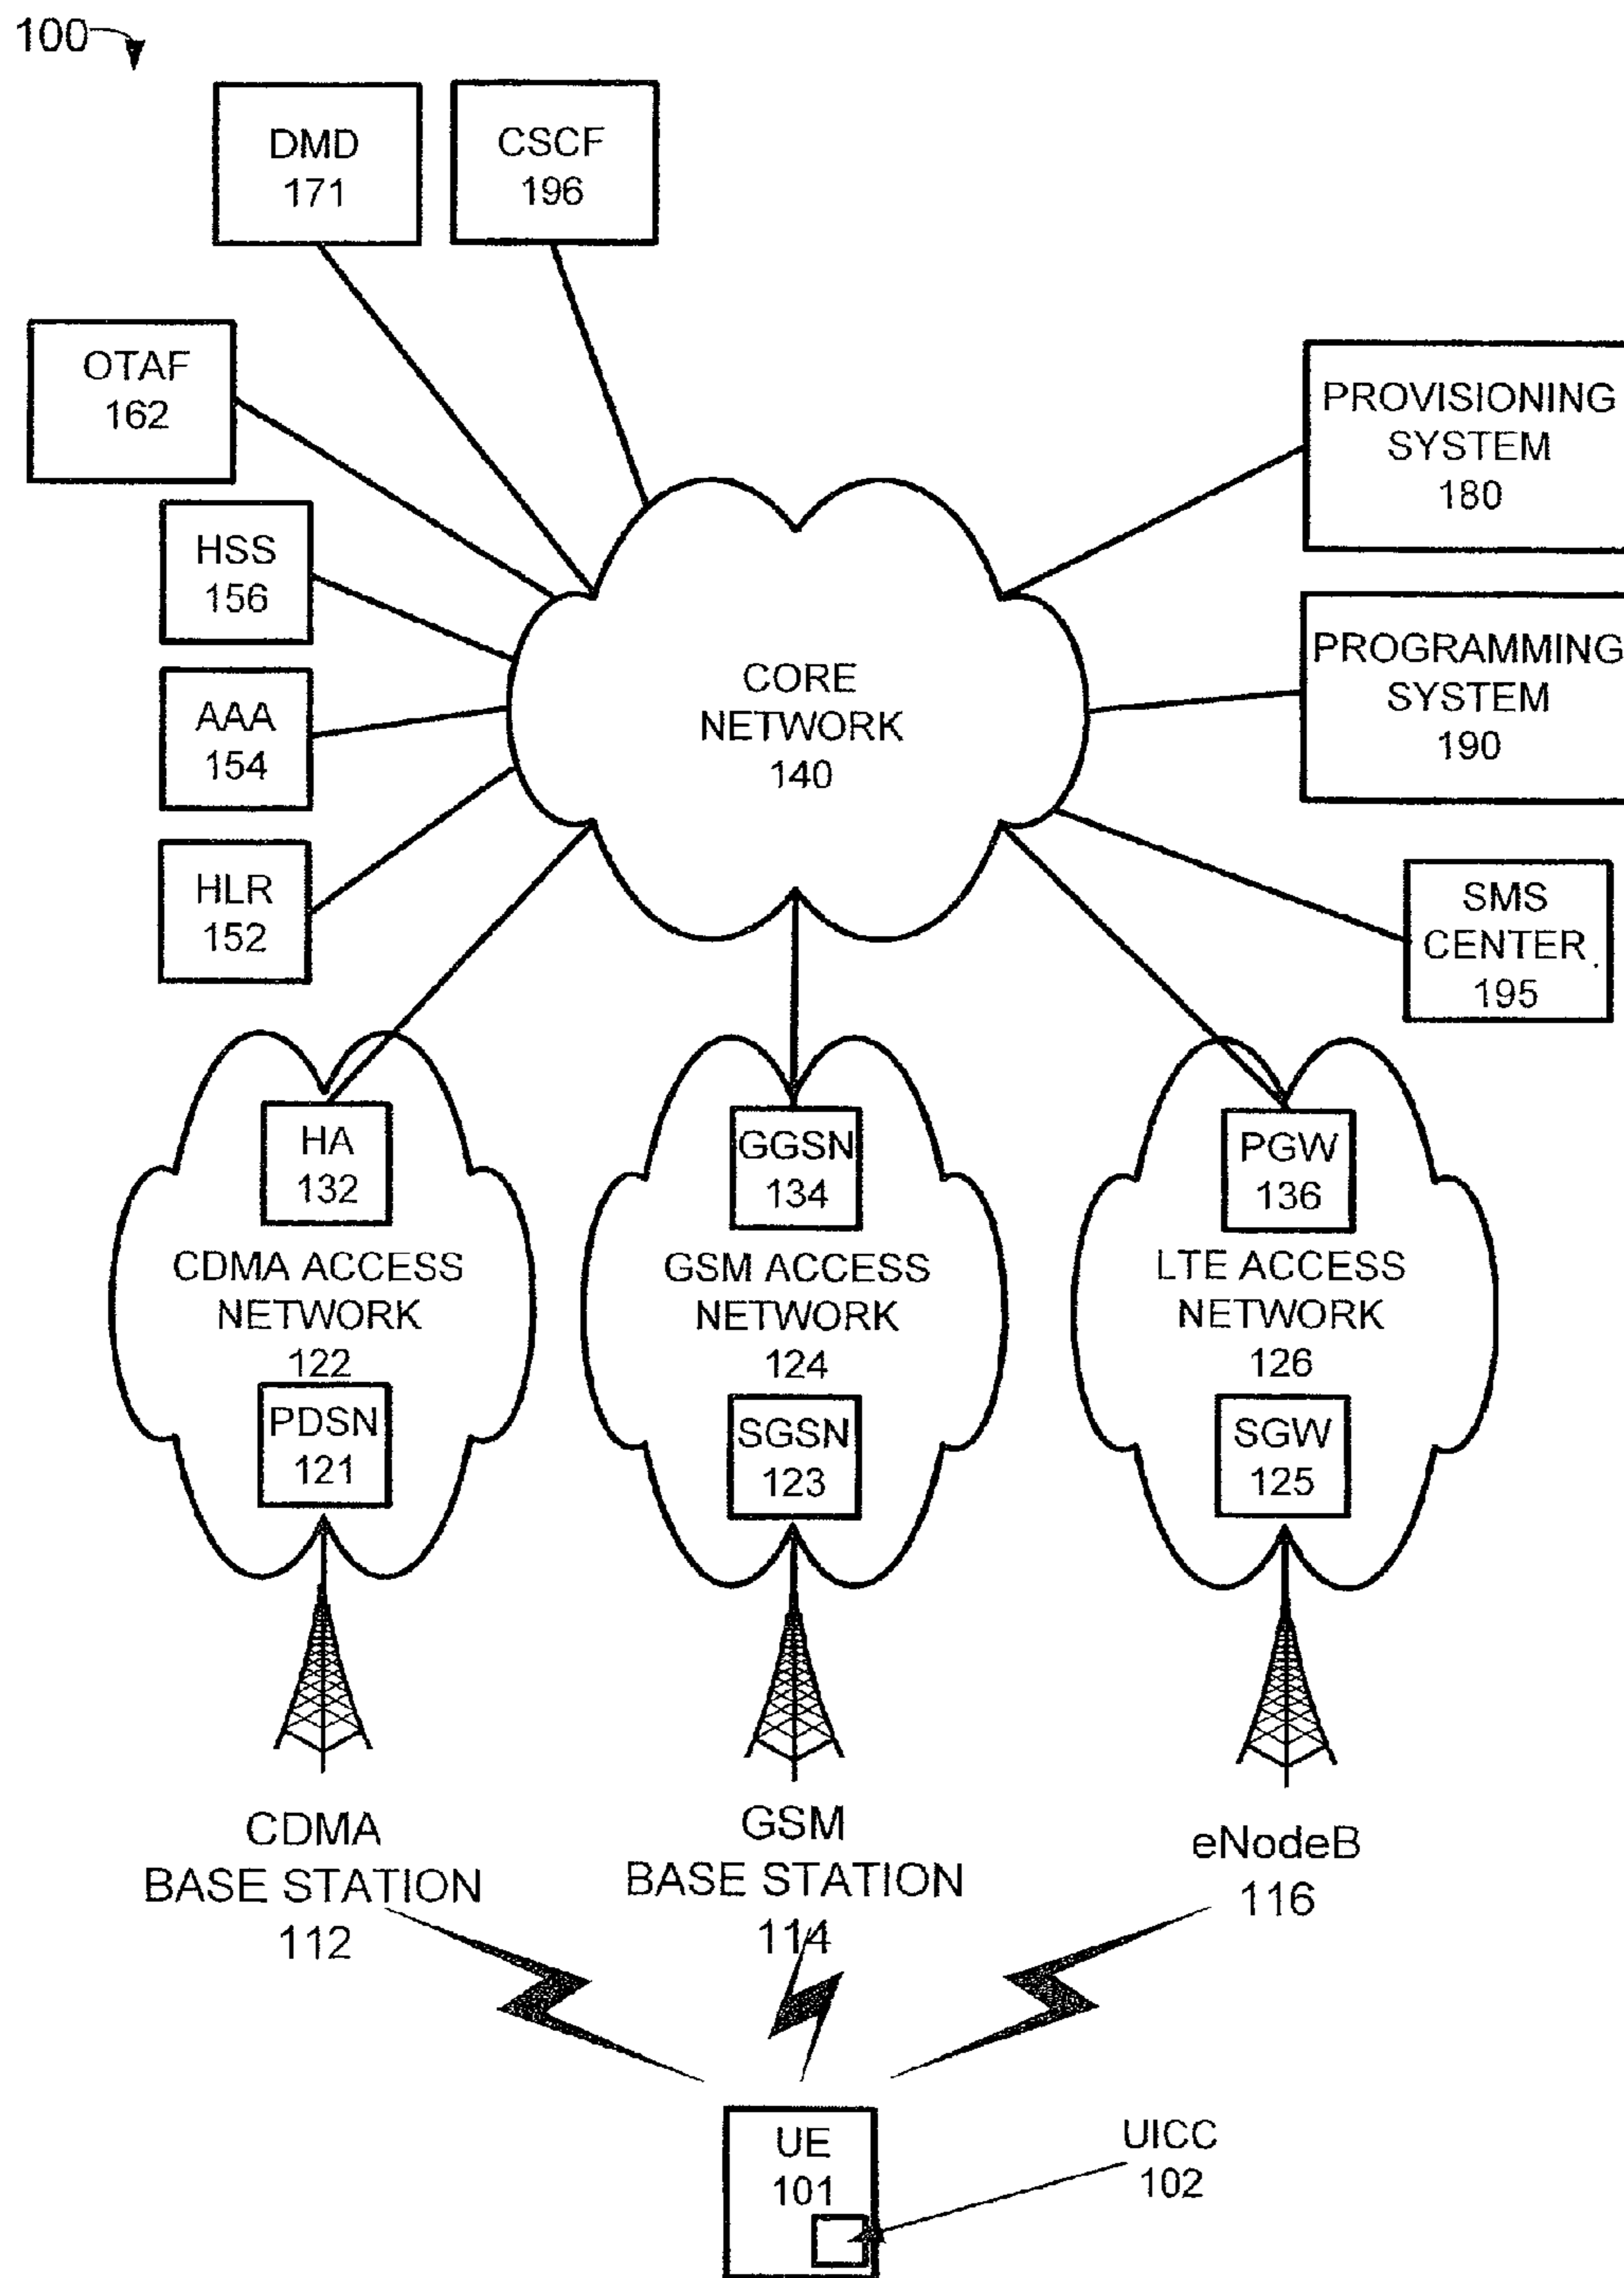 100
DMD
171
CSCF
196
OTAF
162
PROVISIONING
SYSTEM
180
HSS
156
PROGRAMMING
SYSTEM
190
CORE
NETWORK
140
AAA
154
HLR
152
SMS
CENTER
195
HA
132
CDMA ACCESS
NETWORK
122
PDSN
121
GGSN
134
GSM ACCESS
NETWORK
124
SGSN
123
PGW
136
LTE ACCESS
NETWORK
126
SGW
125
CDMA
BASE STATION
112
GSM
BASE STATION
114
eNodeB
116
UE
101
UICC
102